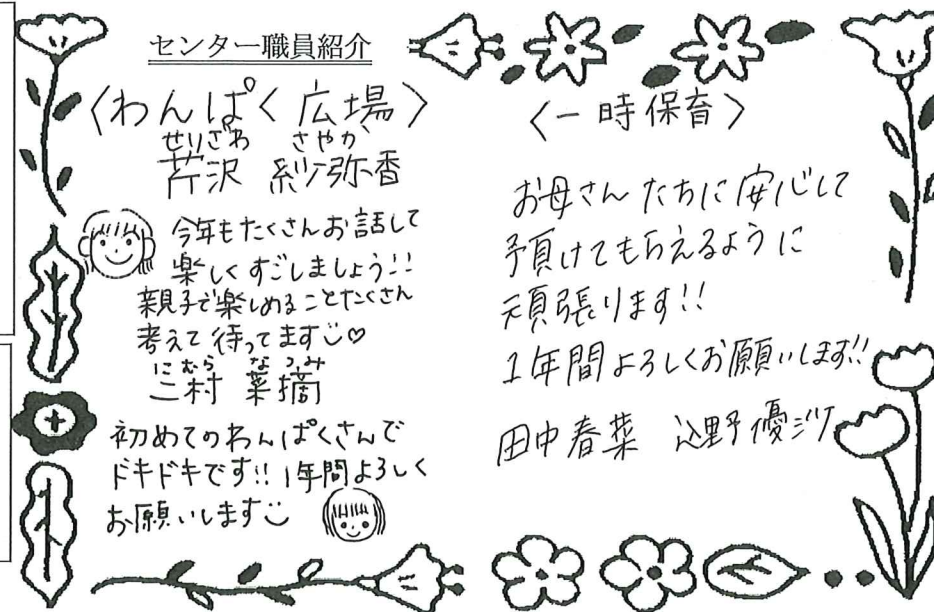 センター職員紹介
〈わんぱく広場〉
せりざわ さやか
芹沢 紗弥香
今年もたくさんお話して
楽しくすごしましょう!!
親子で楽しめることたくさん
考えて待ってます♡
にむら なつみ
二村 菜摘
初めてのわんぱくさんで
ドキドキです!! 1年間よろしく
お願いします
〈一時保育〉
お母さんたちに安心して
預けてもらえるように
頑張ります!!
1年間よろしくお願いします!!
田中春菜